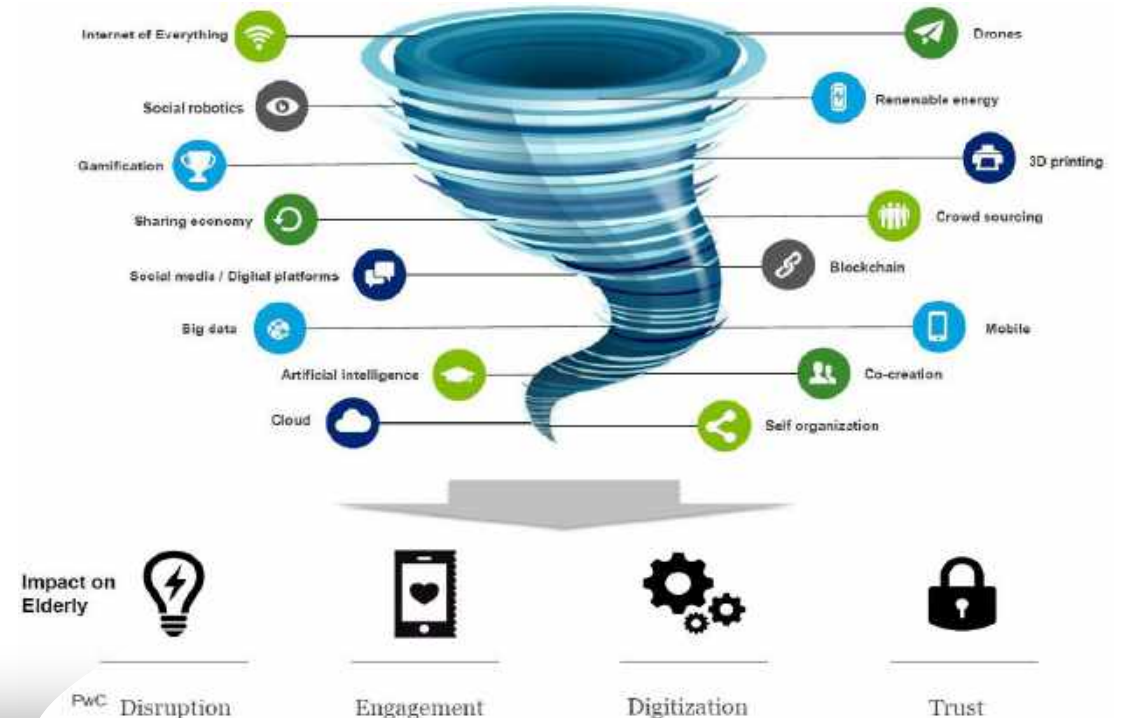 Internet of Everything
Drones
Social robotics
Renewable energy
Gamification
3D printing
Sharing economy
Crowd sourcing
Social media / Digital platforms
Blockchain
Big data
Mobile
Artificial intelligence
Co-creation
Cloud
Self organization
Impact on
Elderly
PwC
Disruption
Engagement
Digitization
Trust